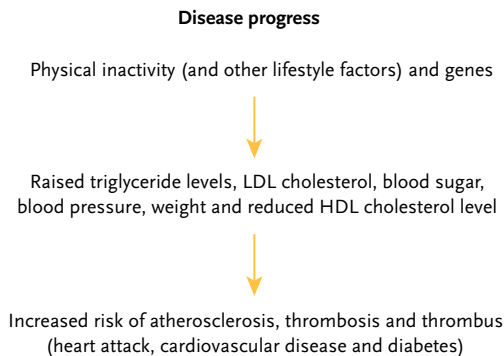 Disease progress
Physical inactivity (and other lifestyle factors) and genes
Raised triglyceride levels, LDL cholesterol, blood sugar,
blood pressure, weight and reduced HDL cholesterol level
Increased risk of atherosclerosis, thrombosis and thrombus
(heart attack, cardiovascular disease and diabetes)